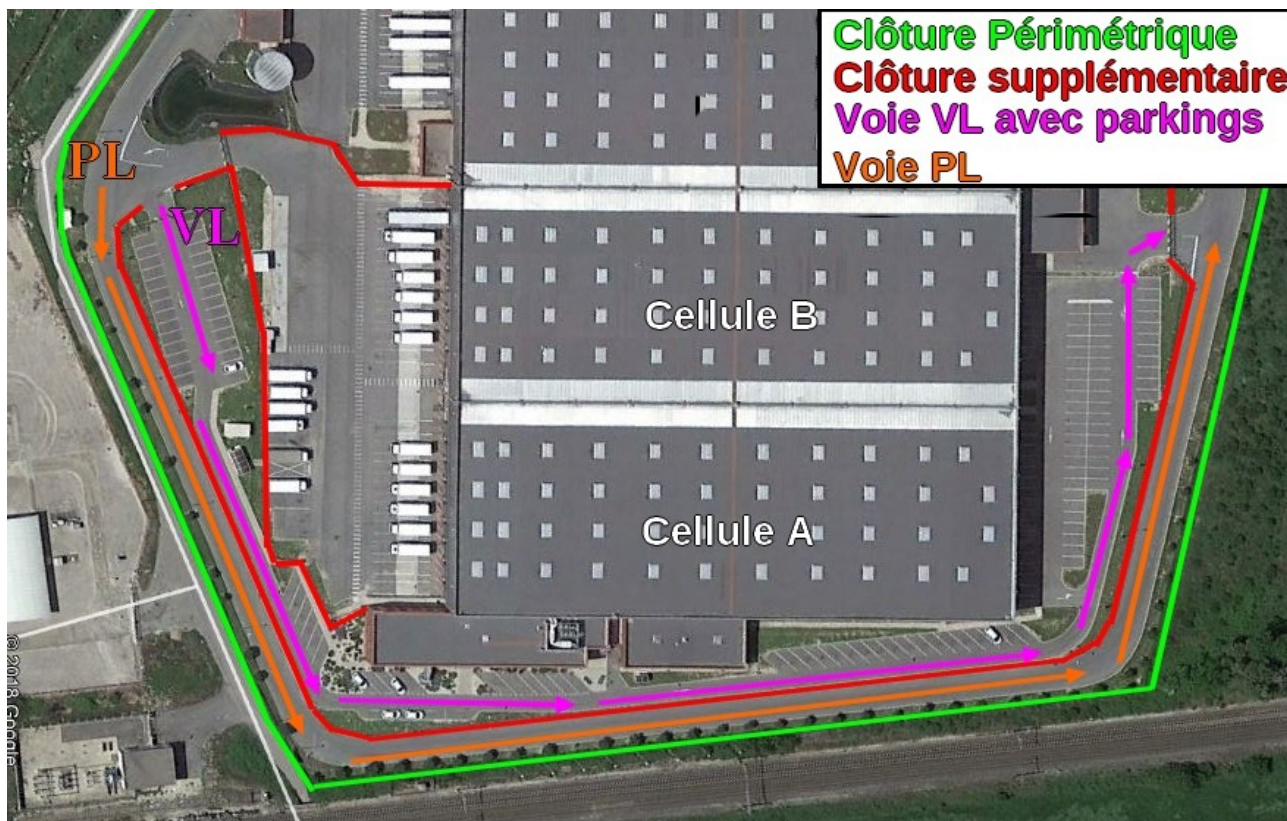 Clôture Périmétrique
Clôture supplémentaire
Voie VL avec parkings
Voie PL
PL
VL
Cellule B
Cellule A
© 2018 Google